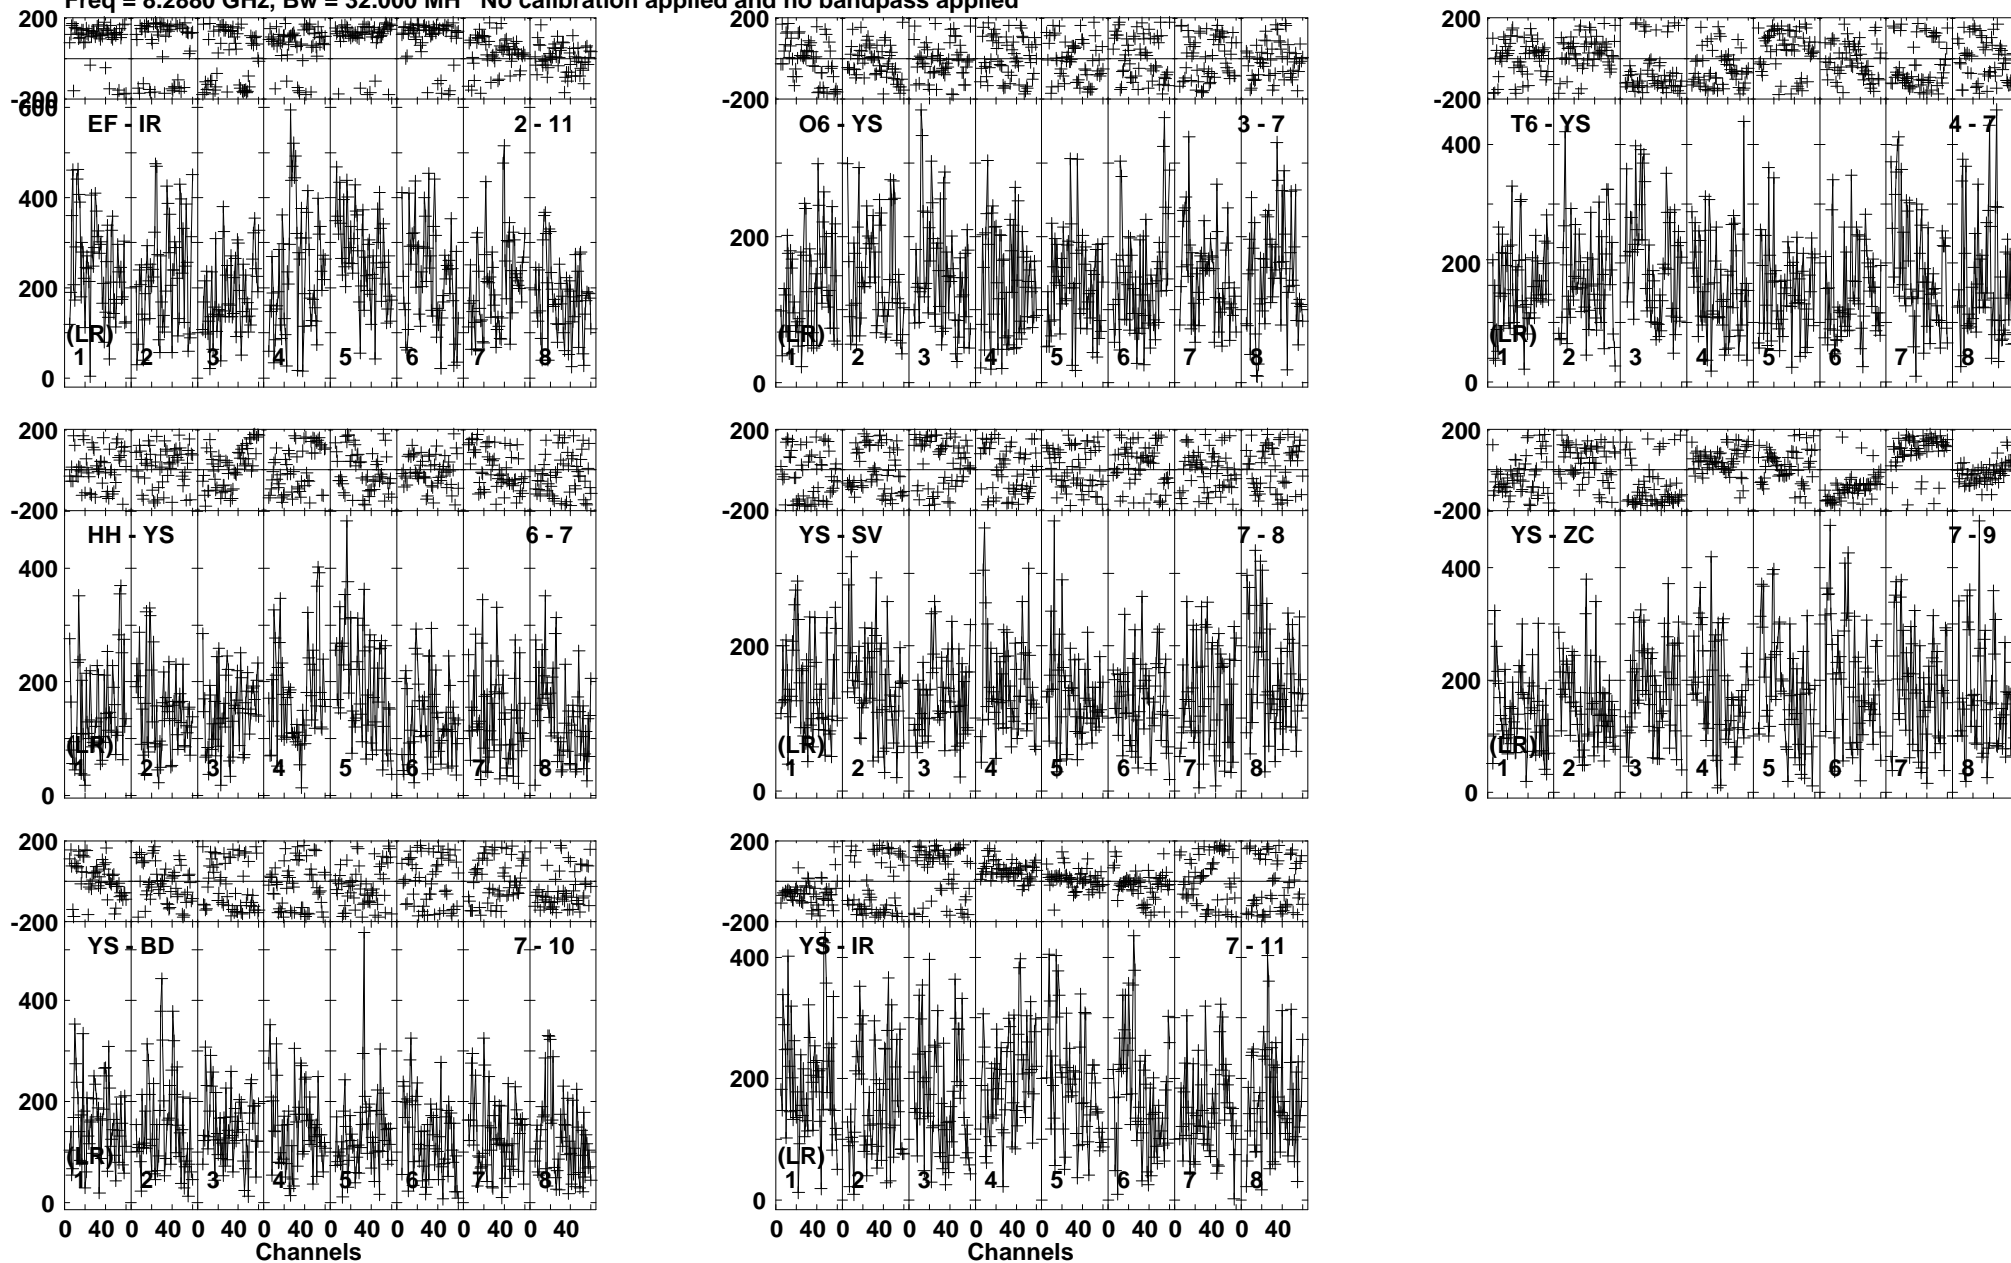 Freq = 8.2880 GHz, Bw = 32.000 MH No calibration applied and no bandpass applied
200 200 200
-200 -200 -200
600
EF - IR 2 - 11 O6 - YS 3 - 7 T6 - YS 4 - 7
400 400
200 200 200
(LR) (LR) (LR)
1 2 3 4 5 6 7 8 1 2 3 4 5 6 7 8 1 2 3 4 5 6 7 8
0 0 0
200 200 200
-200 -200 -200
HH - YS 6 - 7 YS - SV 7 - 8 YS - ZC 7 - 9
400 400
200 200 200
(LR) (LR) (LR)
1 2 3 4 5 6 7 8 1 2 3 4 5 6 7 8 1 2 3 4 5 6 7 8
0 0 0
200 200
-200 -200
YS - BD 7 - 10 YS - IR 7 - 11
400 400
200 200
(LR) (LR)
1 2 3 4 5 6 7 8 1 2 3 4 5 6 7 8
0 0
0 40 0 40 0 40 0 40 0 40 0 40 0 40 0 40 0 40 0 40 0 40 0 40 0 40 0 40 0 40 0 40
Channels Channels